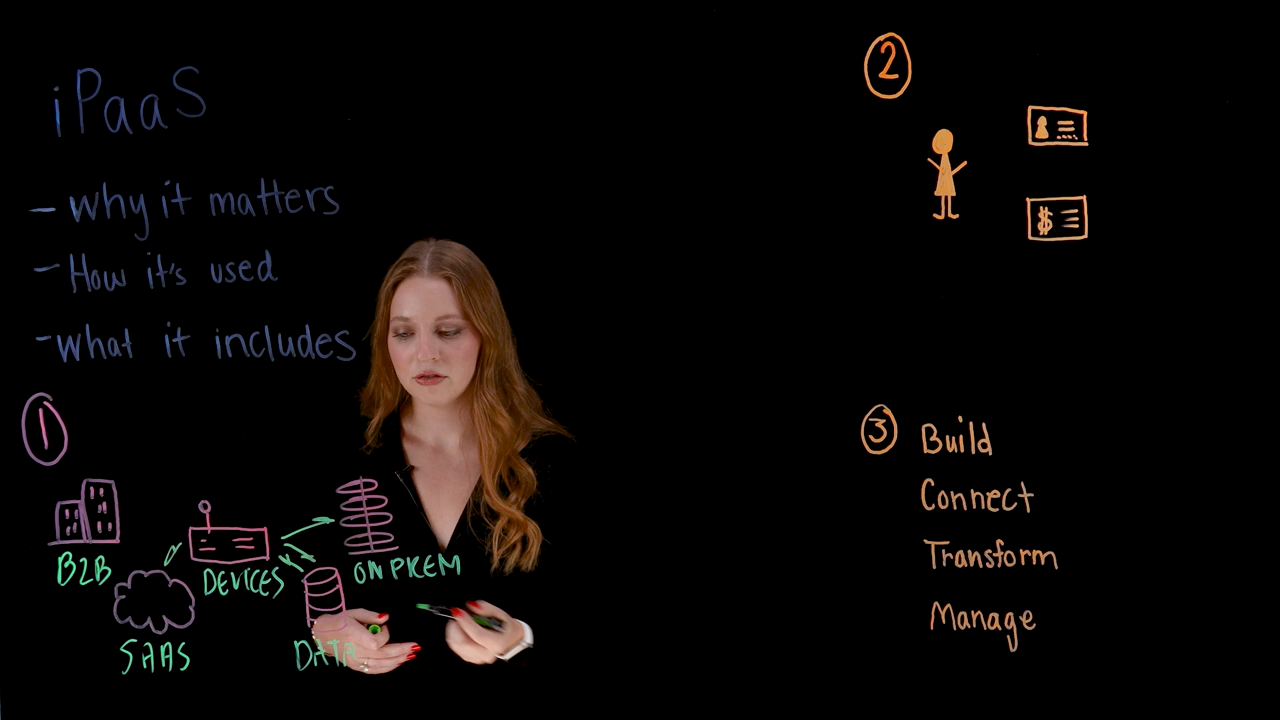 iPaaS
- Why it matters
- How it's used
- what it includes
1
B2B
DEVICES
ON PREM
SAAS
DATA
2
$
3 Build
Connect
Transform
Manage